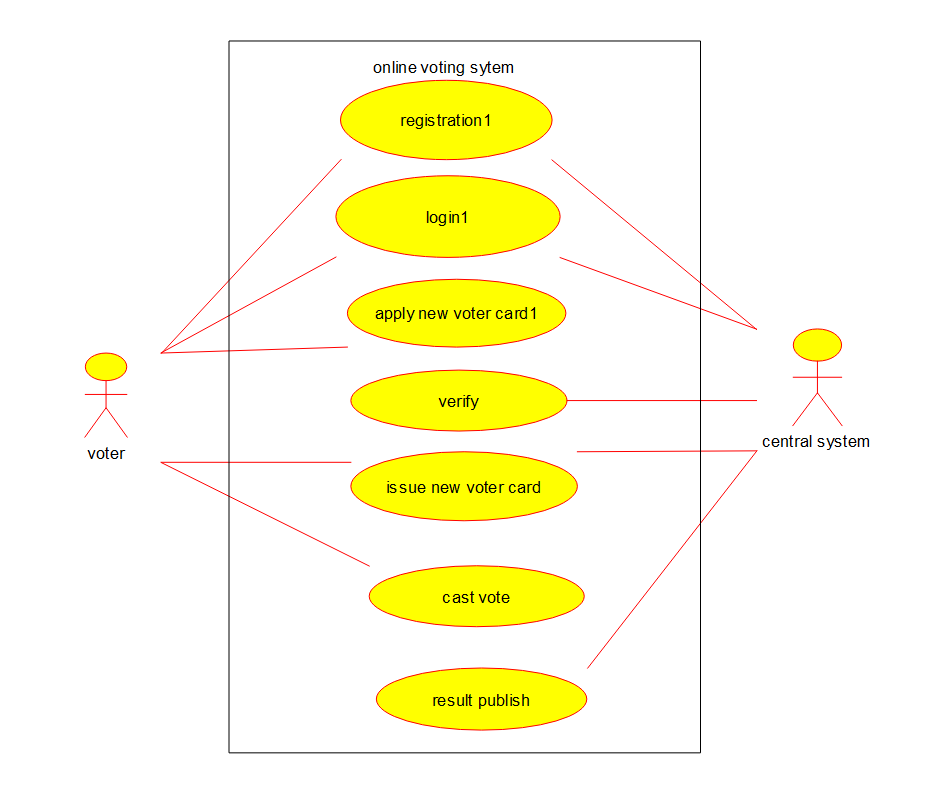 online voting sytem
registration1
login1
apply new voter card1
verify
voter
central system
issue new voter card
cast vote
result publish